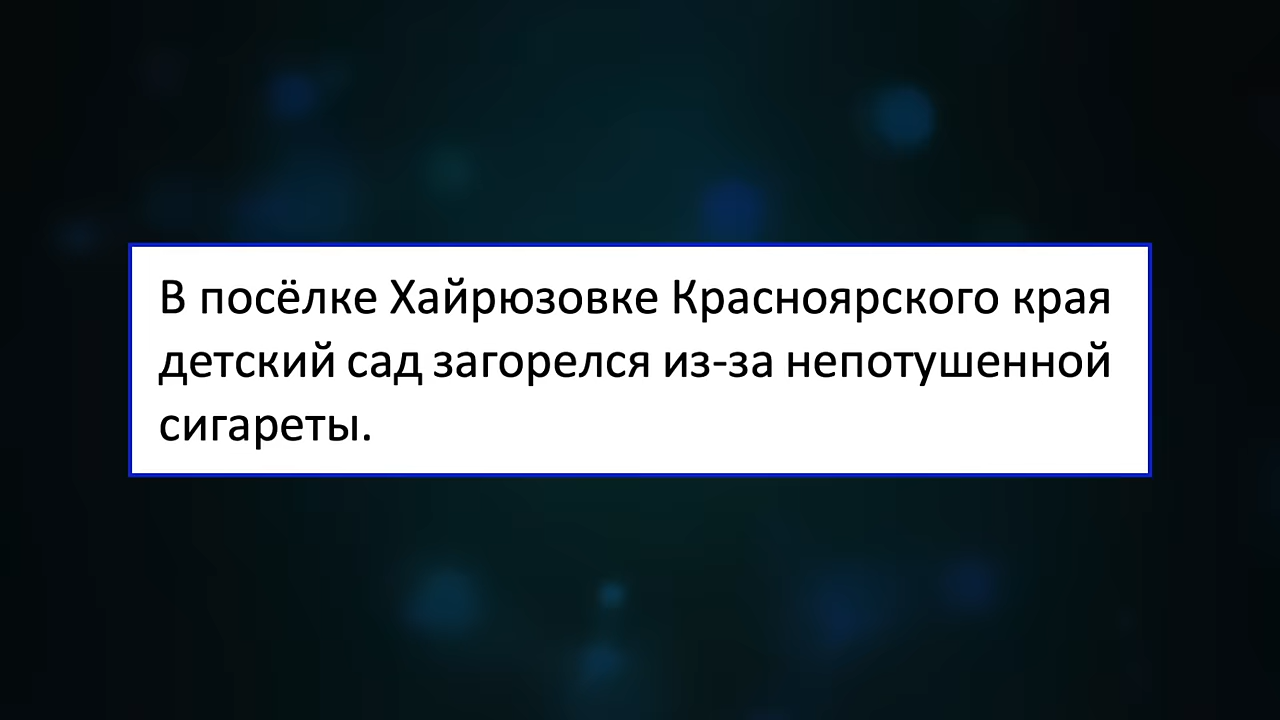 В посёлке Хайрюзовке Красноярского края
детский сад загорелся из-за непотушенной
сигареты.